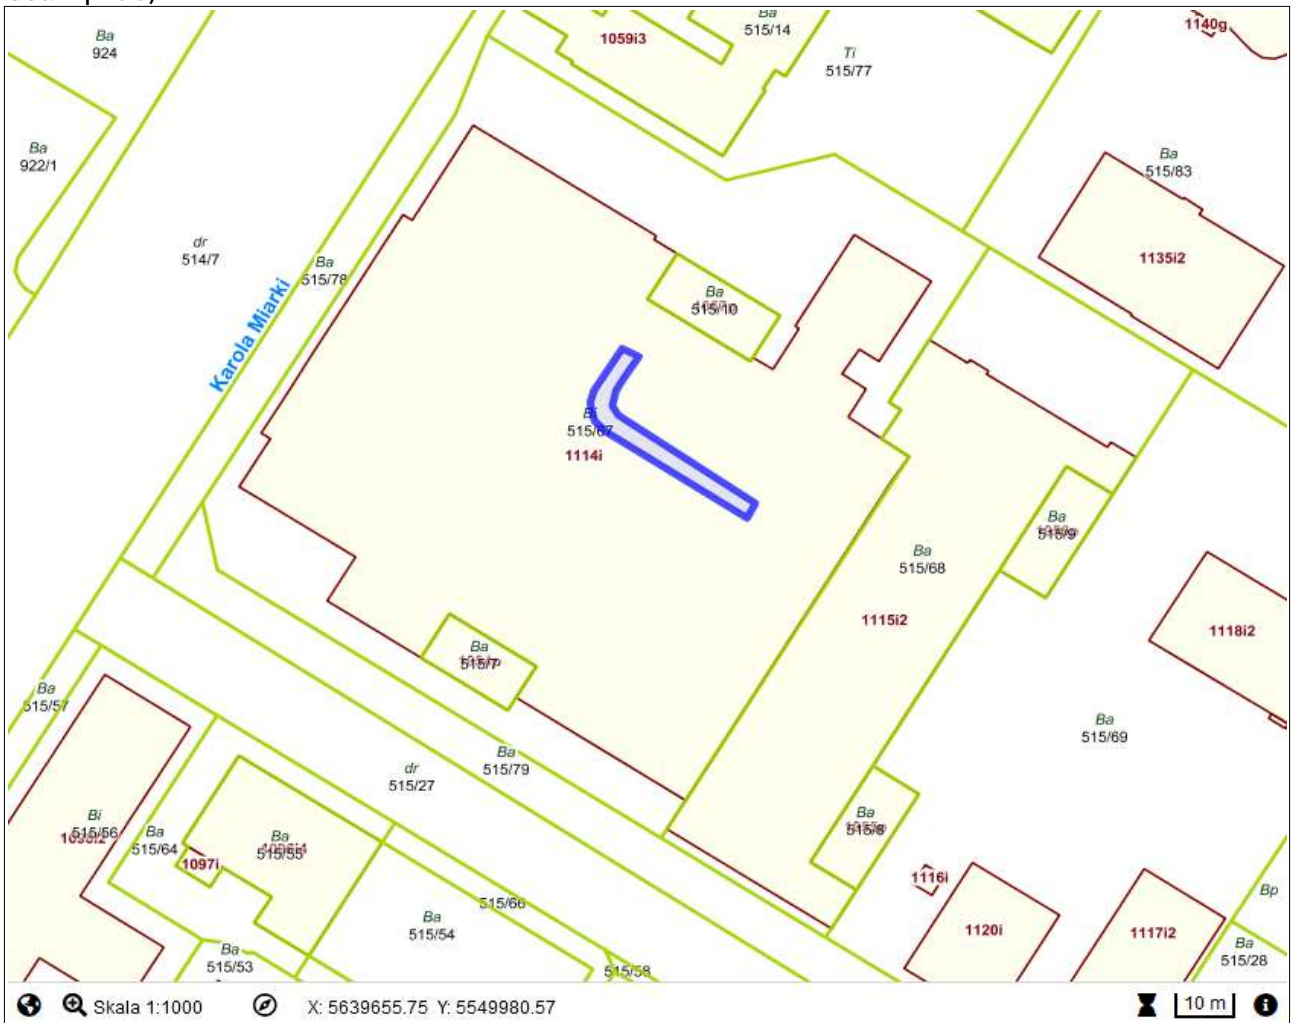 Ba
924
1059i3
Ba
515/14
1140g
Ti
515/77
Ba
922/1
Ba
515/83
dr
514/7
Ba
515/78
1135i2
Karola Miarki
Ba
515/10
Bi
515/67
1114i
Ba
515/9
Ba
515/68
1115i2
1118i2
Ba
515/7
Ba
515/57
Ba
515/69
Ba
515/79
dr
515/27
Bi
515/56
Ba
515/64
Ba
515/55
1097i
Ba
515/8
1116i
Bp
515/66
Ba
515/54
1120i
1117i2
Ba
515/53
515/58
Ba
515/28
Skala 1:1000
X: 5639655.75 Y: 5549980.57
10 m